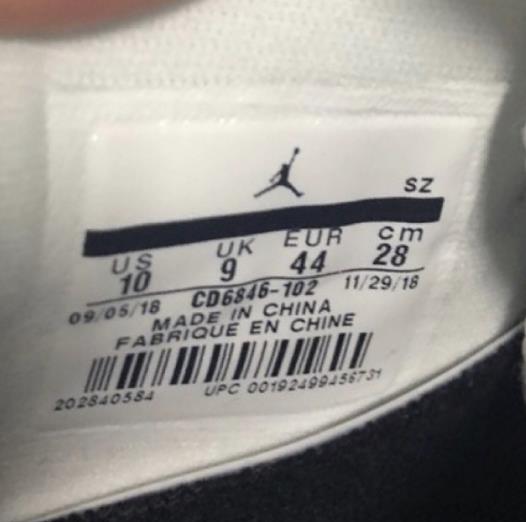 SZ
US UK EUR cm
10 9 44 28
09/05/18 CD6846-102 11/29/18
MADE IN CHINA
FABRIQUE EN CHINE
202840584 UPC 00192499456731